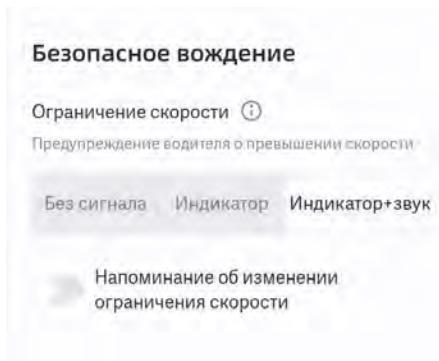 Безопасное вождение
Ограничение скорости
Предупреждение водителя о превышении скорости
Без сигнала Индикатор Индикатор+звук
Напоминание об изменении
ограничения скорости